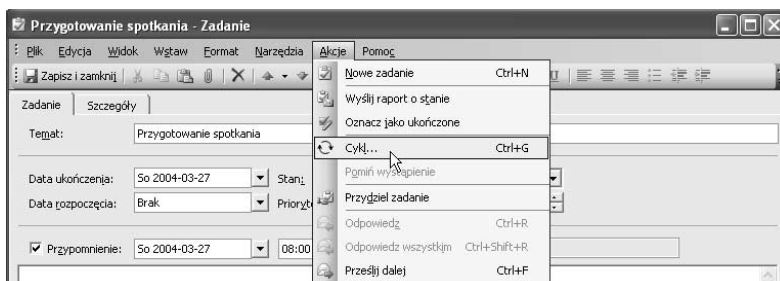 Przygotowanie spotkania - Zadanie
Plik Edycja Widok Wstaw Format Narzędzia Akcje Pomoc
Zapisz i zamknij
Nowe zadanie Ctrl+N
Zadanie Szczegóły
Wyślij raport o stanie
Oznacz jako ukończone
Temat: Przygotowanie spotkania
Cykl... Ctrl+G
Pomiń wystąpienie
Data ukończenia: So 2004-03-27 Stan:
Przydziel zadanie
Data rozpoczęcia: Brak
Odpowiedz Ctrl+R
Przypomnienie: So 2004-03-27 08:00
Odpowiedz wszystkim Ctrl+Shift+R
Prześlij dalej Ctrl+F